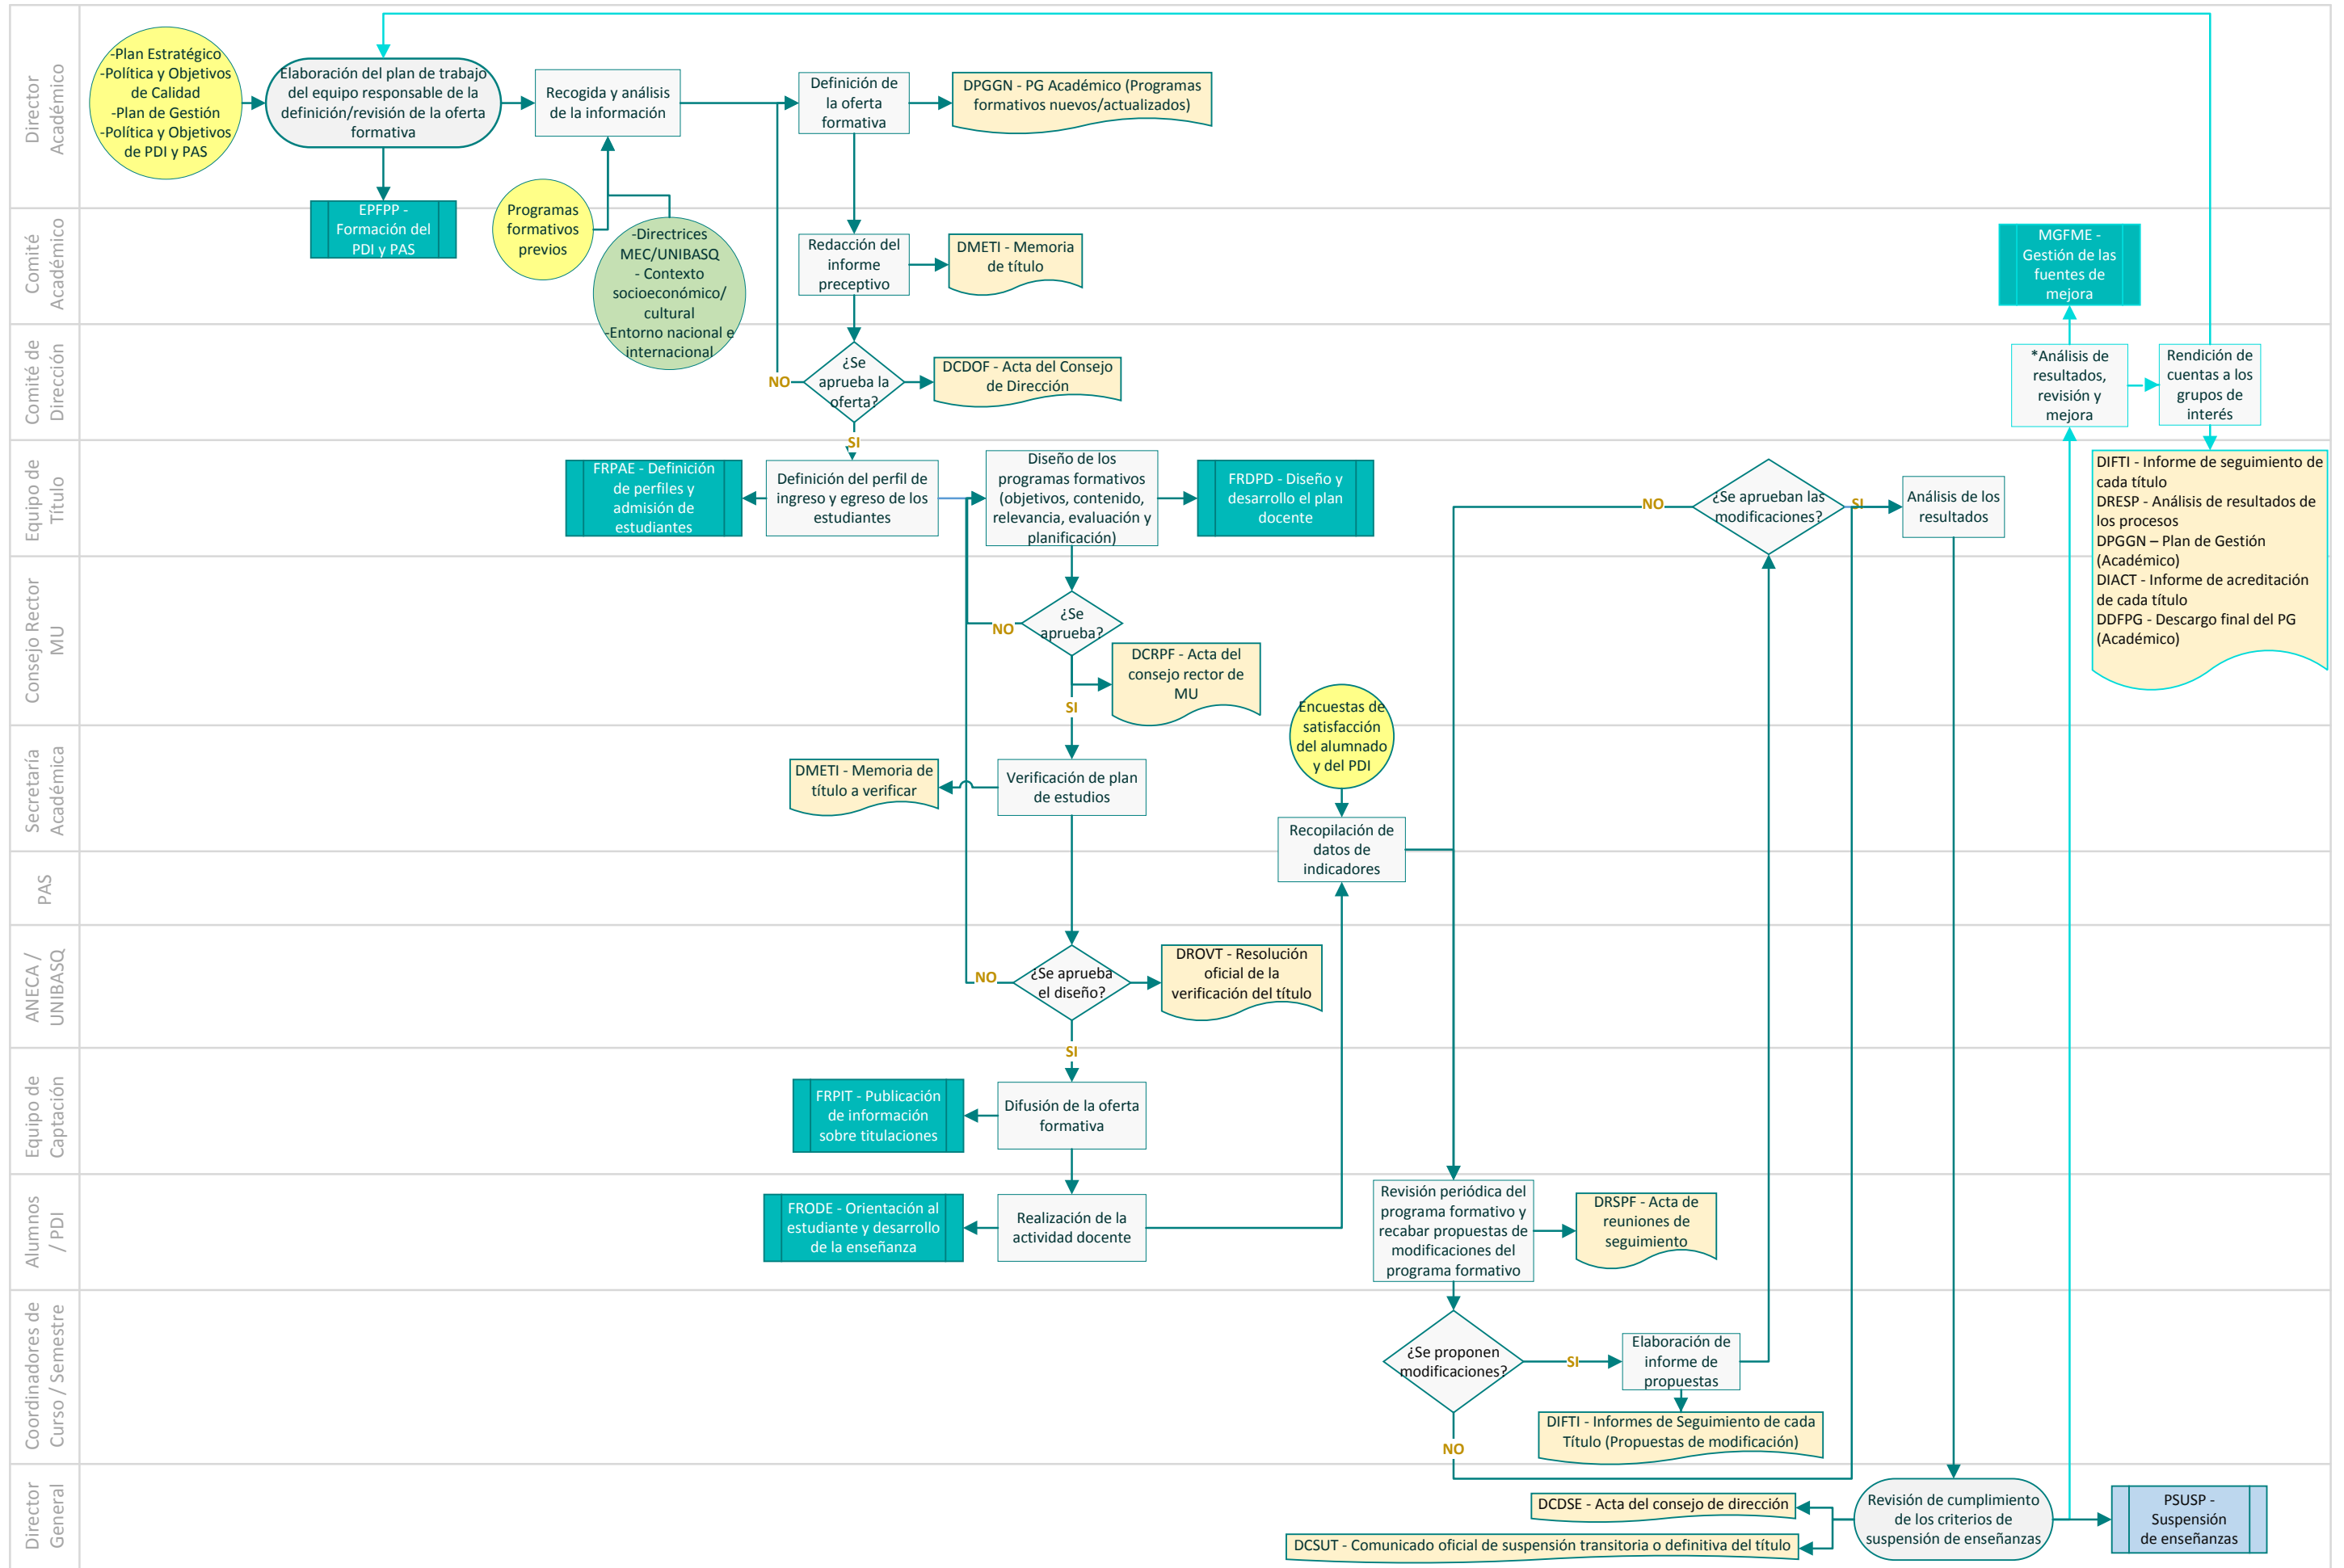 Director
Académico
-Plan Estratégico
-Política y Objetivos
de Calidad
-Plan de Gestión
-Política y Objetivos
de PDI y PAS
Elaboración del plan de trabajo
del equipo responsable de la
definición/revisión de la oferta
formativa
Recogida y análisis
de la información
Definición de
la oferta
formativa
DPGGN - PG Académico (Programas
formativos nuevos/actualizados)
Comité
Académico
EPFPP -
Formación del
PDI y PAS
Programas
formativos
previos
-Directrices
MEC/UNIBASQ
- Contexto
socioeconómico/
cultural
-Entorno nacional e
internacional
Redacción del
informe
preceptivo
DMETI - Memoria
de título
MGFME -
Gestión de las
fuentes de
mejora
Comité de
Dirección
NO
¿Se
aprueba la
oferta?
DCDOF - Acta del Consejo
de Dirección
SI
*Análisis de
resultados,
revisión y
mejora
Rendición de
cuentas a los
grupos de
interés
Equipo de
Título
FRPAE - Definición
de perfiles y
admisión de
estudiantes
Definición del perfil de
ingreso y egreso de los
estudiantes
Diseño de los
programas formativos
(objetivos, contenido,
relevancia, evaluación y
planificación)
FRDPD - Diseño y
desarrollo el plan
docente
NO
¿Se aprueban las
modificaciones?
SI
Análisis de los
resultados
DIFTI - Informe de seguimiento de
cada título
DRESP - Análisis de resultados de
los procesos
DPGGN – Plan de Gestión
(Académico)
DIACT - Informe de acreditación
de cada título
DDFPG - Descargo final del PG
(Académico)
Consejo Rector
MU
NO
¿Se
aprueba?
DCRPF - Acta del
consejo rector de
MU
SI
Secretaría
Académica
DMETI - Memoria de
título a verificar
Verificación de plan
de estudios
Encuestas de
satisfacción
del alumnado
y del PDI
Recopilación de
datos de
indicadores
PAS
ANECA /
UNIBASQ
NO
¿Se aprueba
el diseño?
DROVT - Resolución
oficial de la
verificación del título
SI
Equipo de
Captación
FRPIT - Publicación
de información
sobre titulaciones
Difusión de la oferta
formativa
Alumnos
/ PDI
FRODE - Orientación al
estudiante y desarrollo
de la enseñanza
Realización de la
actividad docente
Revisión periódica del
programa formativo y
recabar propuestas de
modificaciones del
programa formativo
DRSPF - Acta de
reuniones de
seguimiento
Coordinadores de
Curso / Semestre
¿Se proponen
modificaciones?
SI
Elaboración de
informe de
propuestas
DIFTI - Informes de Seguimiento de cada
Título (Propuestas de modificación)
NO
Director
General
DCDSE - Acta del consejo de dirección
DCSUT - Comunicado oficial de suspensión transitoria o definitiva del título
Revisión de cumplimiento
de los criterios de
suspensión de enseñanzas
PSUSP -
Suspensión
de enseñanzas